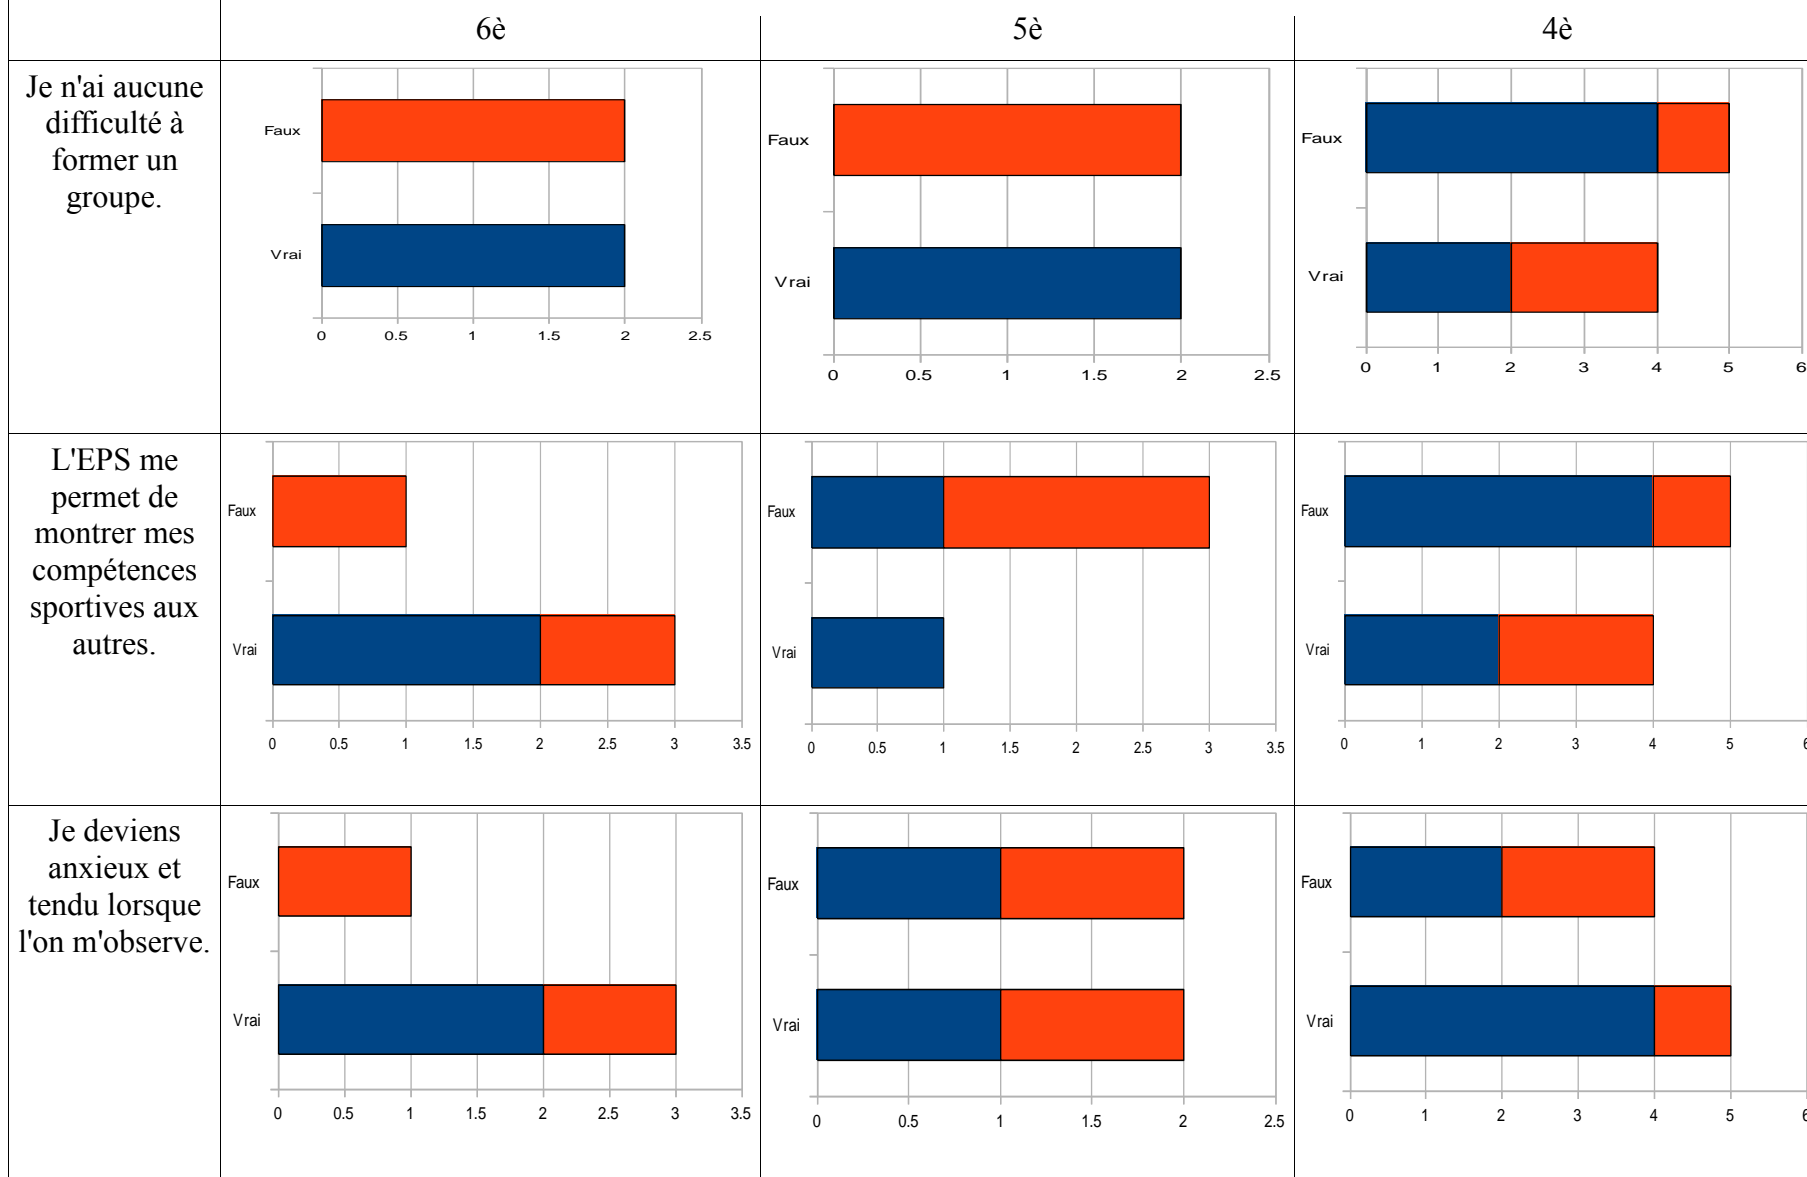 6è 5è 4è
Je n'ai aucune
difficulté à
former un
groupe.
Faux
Vrai
0 0.5 1 1.5 2 2.5
Faux
Vrai
0 0.5 1 1.5 2 2.5
Faux
Vrai
0 1 2 3 4 5 6
L'EPS me
permet de
montrer mes
compétences
sportives aux
autres.
Faux
Vrai
0 0.5 1 1.5 2 2.5 3 3.5
Faux
Vrai
0 0.5 1 1.5 2 2.5 3 3.5
Faux
Vrai
0 1 2 3 4 5 6
Je deviens
anxieux et
tendu lorsque
l'on m'observe.
Faux
Vrai
0 0.5 1 1.5 2 2.5 3 3.5
Faux
Vrai
0 0.5 1 1.5 2 2.5
Faux
Vrai
0 1 2 3 4 5 6